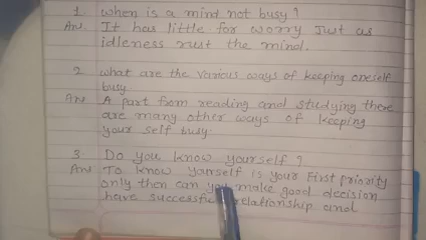 1. When is a mind not busy?
Ans. It has little for worry Just as
idleness rust the mind.
2 what are the various ways of keeping oneself
busy.
Ans A part from reading and studying there
are many other ways of keeping
your self busy.
3 Do you know yourself?
Ans To know yourself is your First priority
only then can you make good decision
have successful relationship and